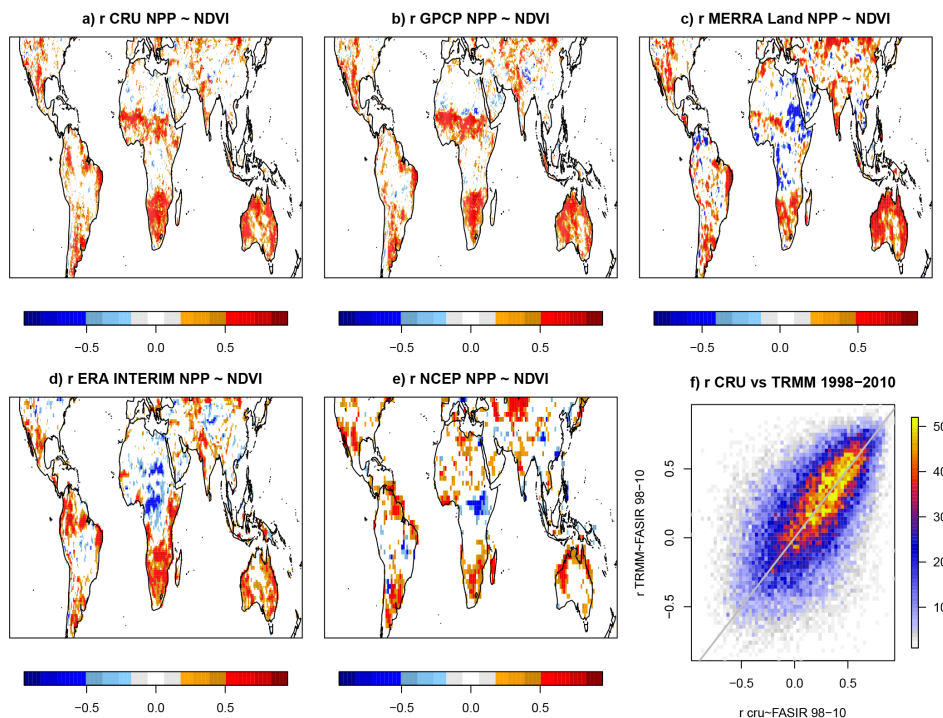 a) r CRU NPP ~ NDVI
b) r GPCP NPP ~ NDVI
c) r MERRA Land NPP ~ NDVI
−0.5 0.0 0.5
−0.5 0.0 0.5
−0.5 0.0 0.5
d) r ERA INTERIM NPP ~ NDVI
e) r NCEP NPP ~ NDVI
f) r CRU vs TRMM 1998−2010
−0.5 0.0 0.5
−0.5 0.0 0.5
r TRMM~FASIR 98−10
0.5
0.0
−0.5
−0.5 0.0 0.5
r cru~FASIR 98−10
50
40
30
20
10